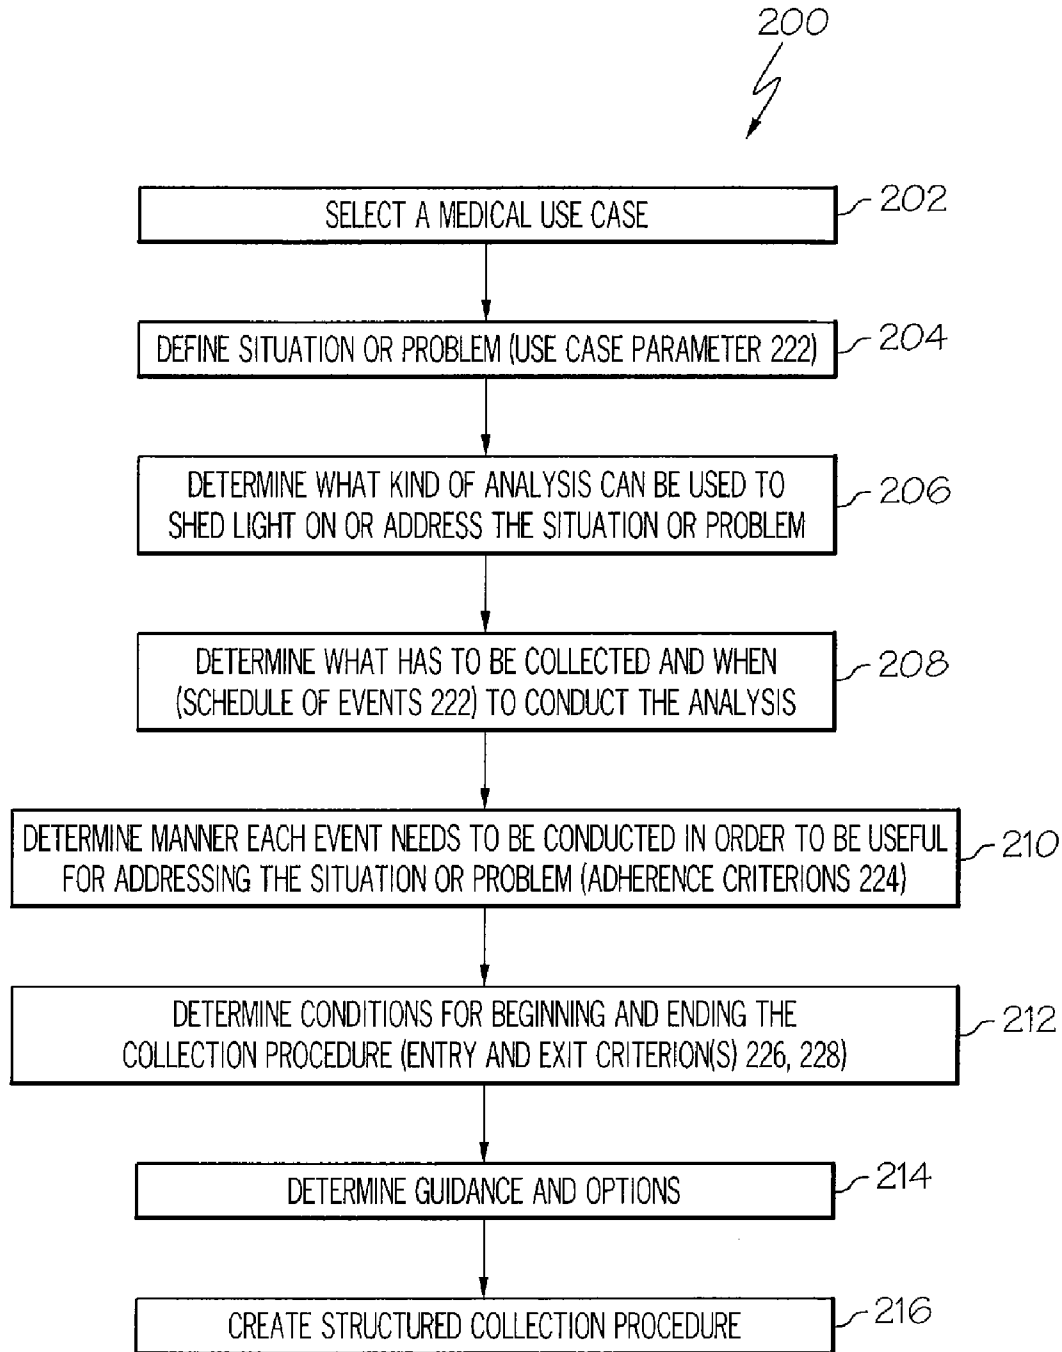 200
SELECT A MEDICAL USE CASE
202
DEFINE SITUATION OR PROBLEM (USE CASE PARAMETER 222)
204
DETERMINE WHAT KIND OF ANALYSIS CAN BE USED TO
SHED LIGHT ON OR ADDRESS THE SITUATION OR PROBLEM
206
DETERMINE WHAT HAS TO BE COLLECTED AND WHEN
(SCHEDULE OF EVENTS 222) TO CONDUCT THE ANALYSIS
208
DETERMINE MANNER EACH EVENT NEEDS TO BE CONDUCTED IN ORDER TO BE USEFUL
FOR ADDRESSING THE SITUATION OR PROBLEM (ADHERENCE CRITERIONS 224)
210
DETERMINE CONDITIONS FOR BEGINNING AND ENDING THE
COLLECTION PROCEDURE (ENTRY AND EXIT CRITERION(S) 226, 228)
212
DETERMINE GUIDANCE AND OPTIONS
214
CREATE STRUCTURED COLLECTION PROCEDURE
216